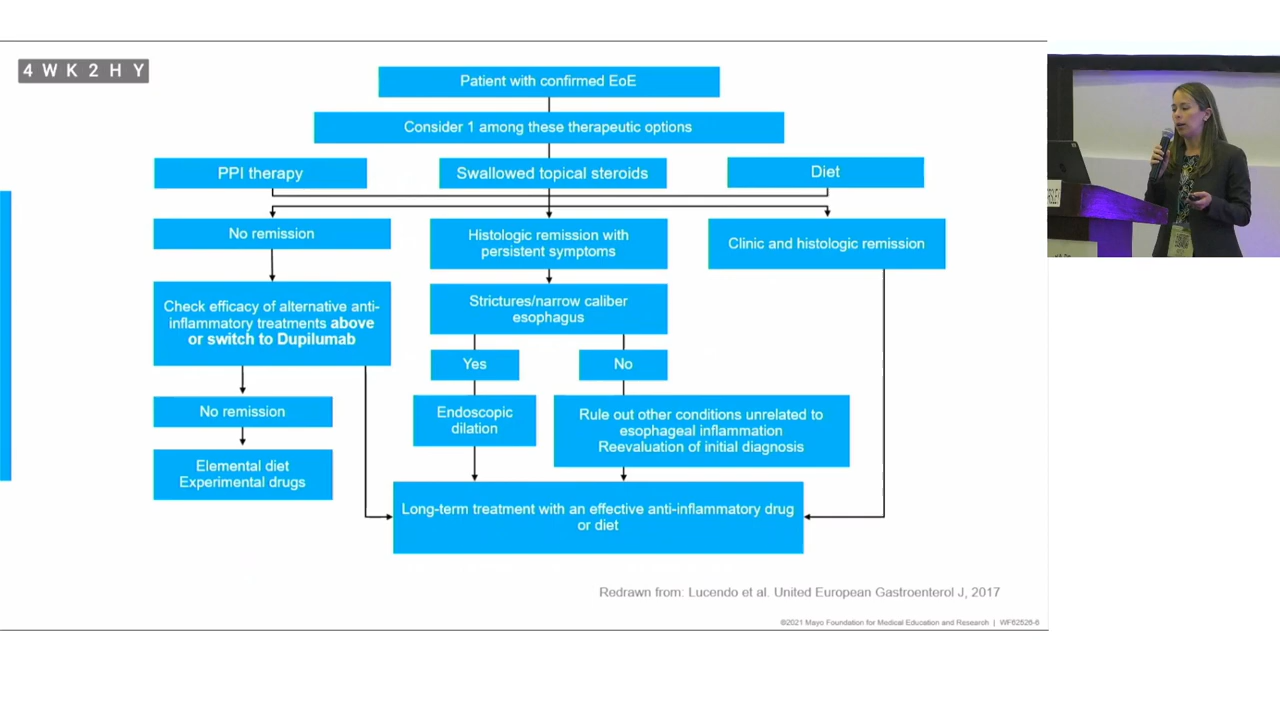 4WK2HY
Patient with confirmed EoE
Consider 1 among these therapeutic options
PPI therapy
Swallowed topical steroids
Diet
No remission
Histologic remission with
persistent symptoms
Clinic and histologic remission
Check efficacy of alternative anti-
inflammatory treatments above
or switch to Dupilumab
Strictures/narrow caliber
esophagus
Yes
No
No remission
Endoscopic
dilation
Rule out other conditions unrelated to
esophageal inflammation
Reevaluation of initial diagnosis
Elemental diet
Experimental drugs
Long-term treatment with an effective anti-inflammatory drug
or diet
Redrawn from: Lucendo et al. United European Gastroenterol J, 2017
©2021 Mayo Foundation for Medical Education and Research | WF62526-6